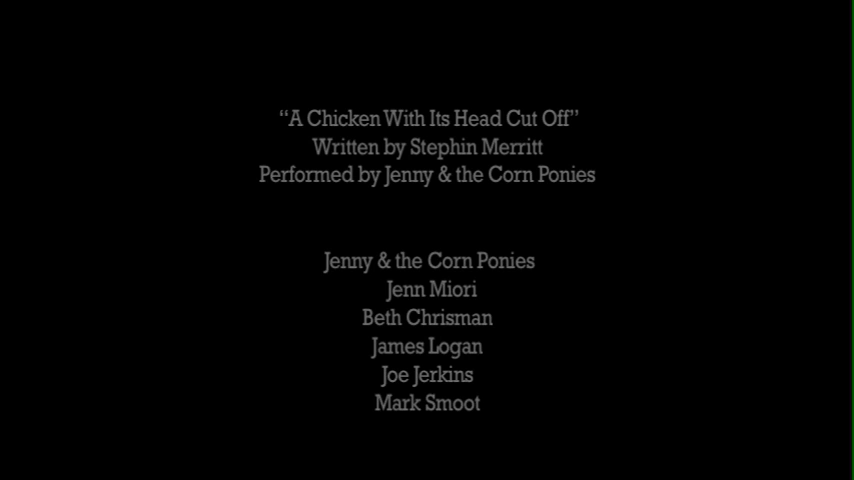 “A Chicken With Its Head Cut Off”
Written by Stephin Merritt
Performed by Jenny & the Corn Ponies
Jenny & the Corn Ponies
Jenn Miori
Beth Chrisman
James Logan
Joe Jerkins
Mark Smoot